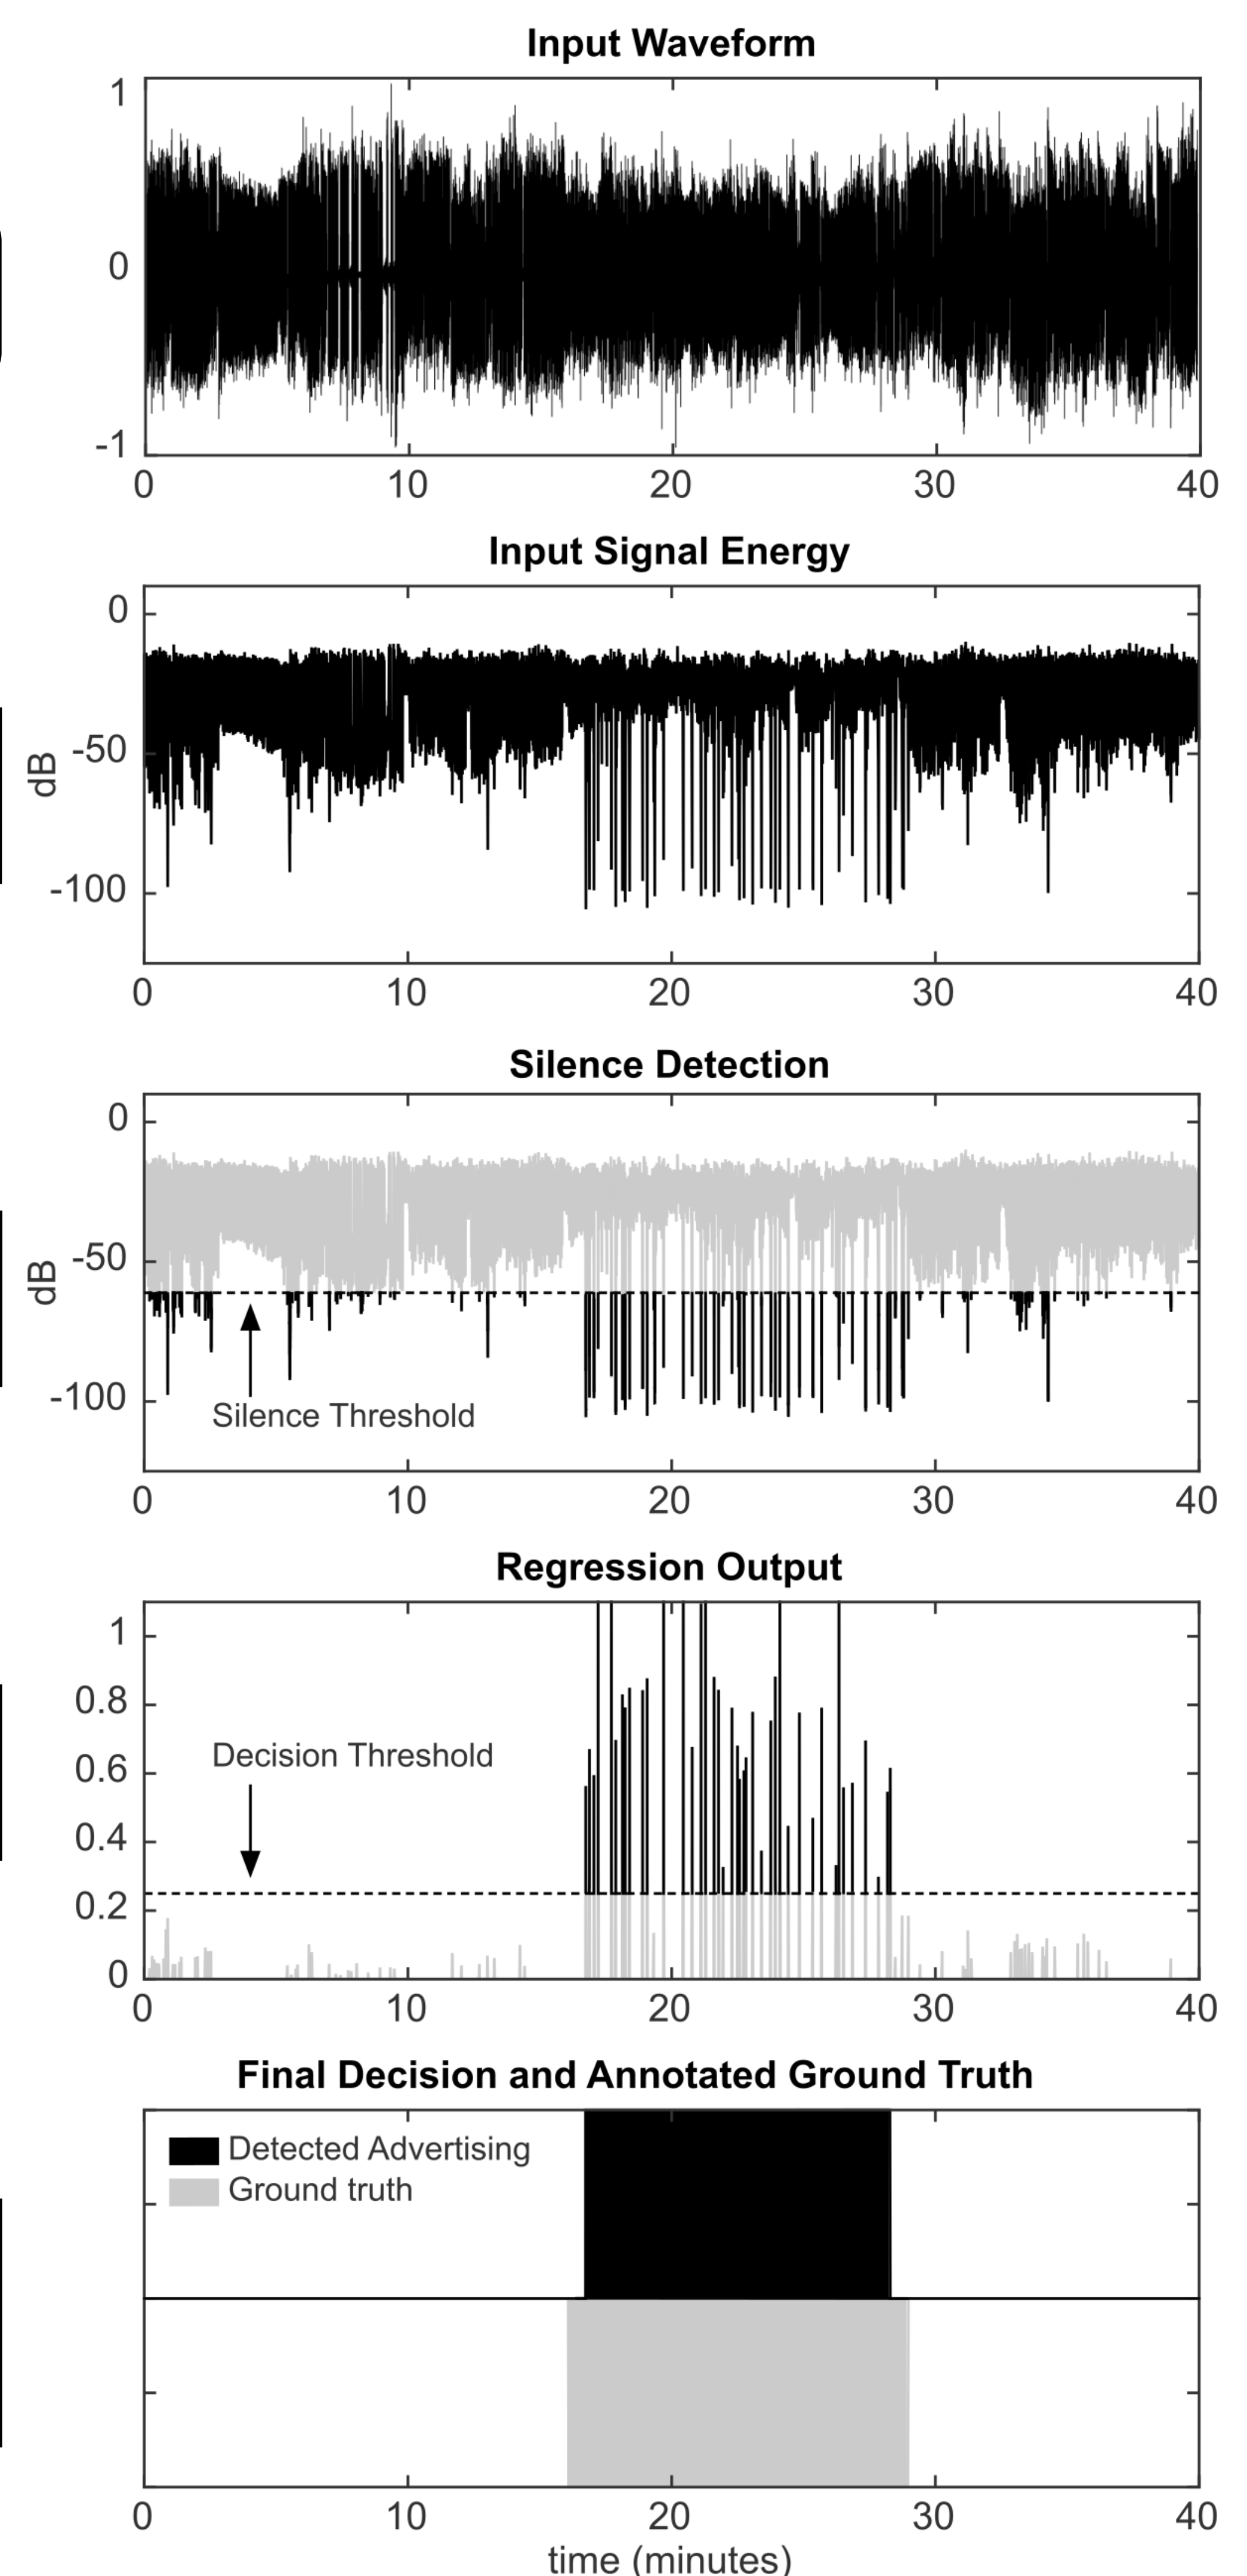 Input Waveform
1
0
-1
0 10 20 30 40
Input Signal Energy
0
-50
-100
dB
0 10 20 30 40
Silence Detection
0
-50
-100
dB
Silence Threshold
0 10 20 30 40
Regression Output
1
0.8
Decision Threshold
0.6
0.4
0.2
0
0 10 20 30 40
Final Decision and Annotated Ground Truth
Detected Advertising
Ground truth
0 10 20 30 40
time (minutes)